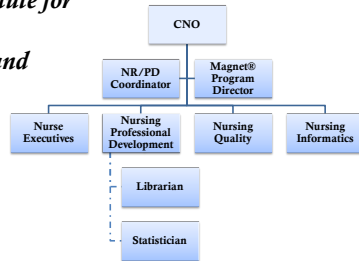 ute for
and
CNO
NR/PD
Coordinator
Magnet®
Program
Director
Nurse
Executives
Nursing
Professional
Development
Nursing
Quality
Nursing
Informatics
Librarian
Statistician